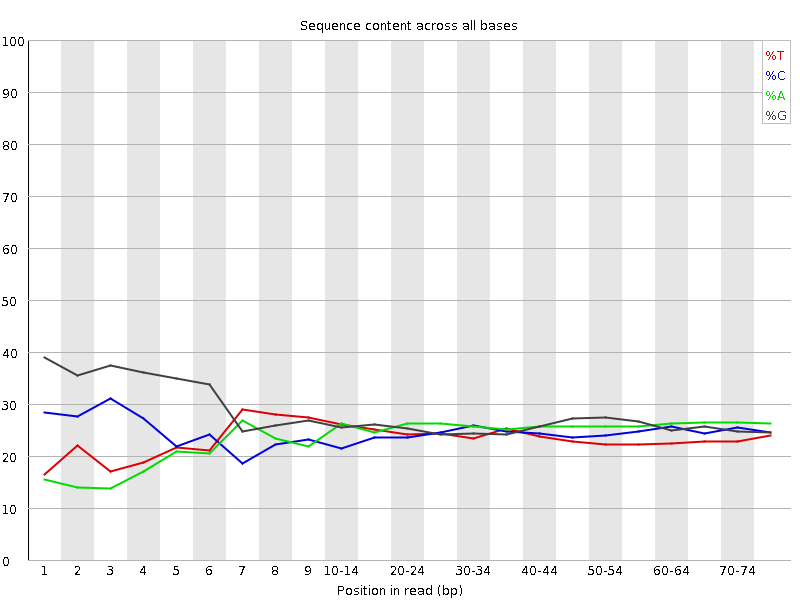 Sequence content across all bases
100
90
80
70
60
50
40
30
20
10
0
%T
%C
%A
%G
1 2 3 4 5 6 7 8 9 10-14 20-24 30-34 40-44 50-54 60-64 70-74
Position in read (bp)